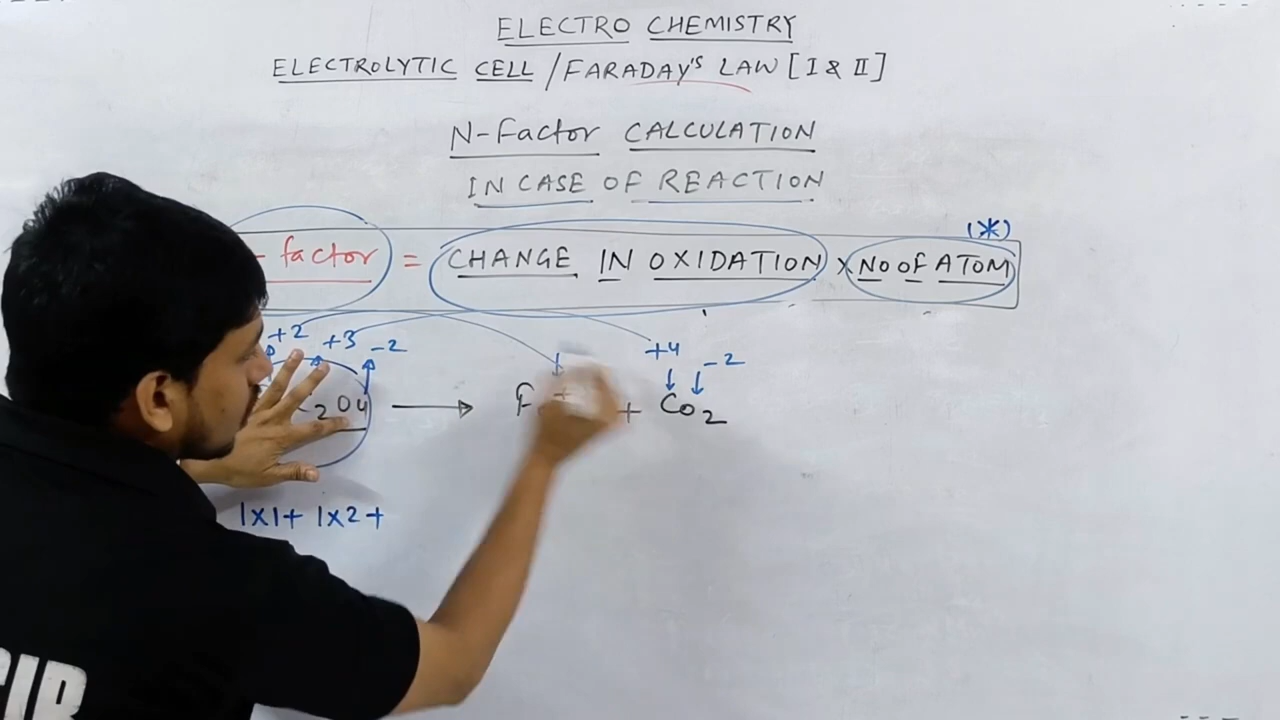 ELECTRO CHEMISTRY
ELECTROLYTIC CELL / FARADAY'S LAW [I & II]
N-Factor CALCULATION
IN CASE OF REACTION
- factor = CHANGE IN OXIDATION × No oF ATOM (*)
+2 +3 -2 +4 -2
2O4 → F + CO2
1×1+ 1×2+